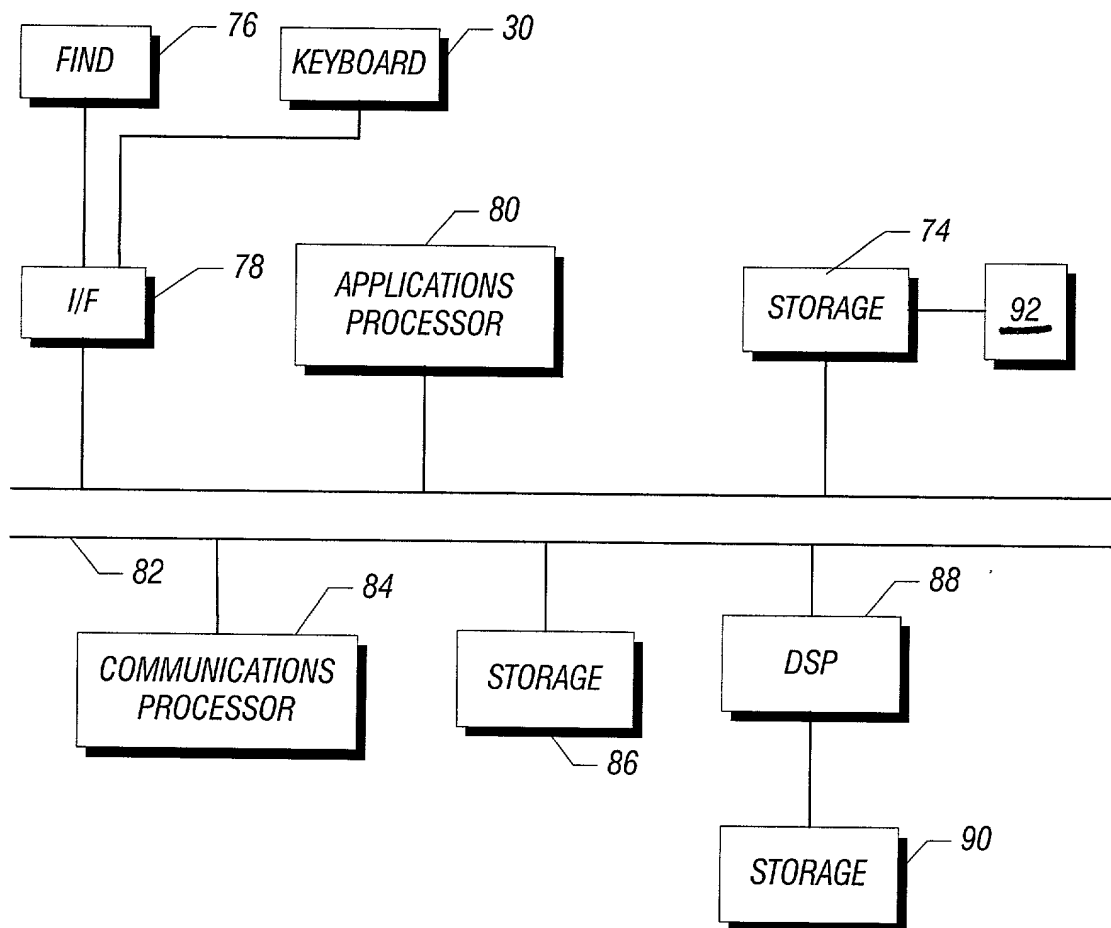 76
30
FIND
KEYBOARD
80
74
78
I/F
APPLICATIONS
PROCESSOR
STORAGE
92
82
84
88
COMMUNICATIONS
PROCESSOR
STORAGE
DSP
86
90
STORAGE